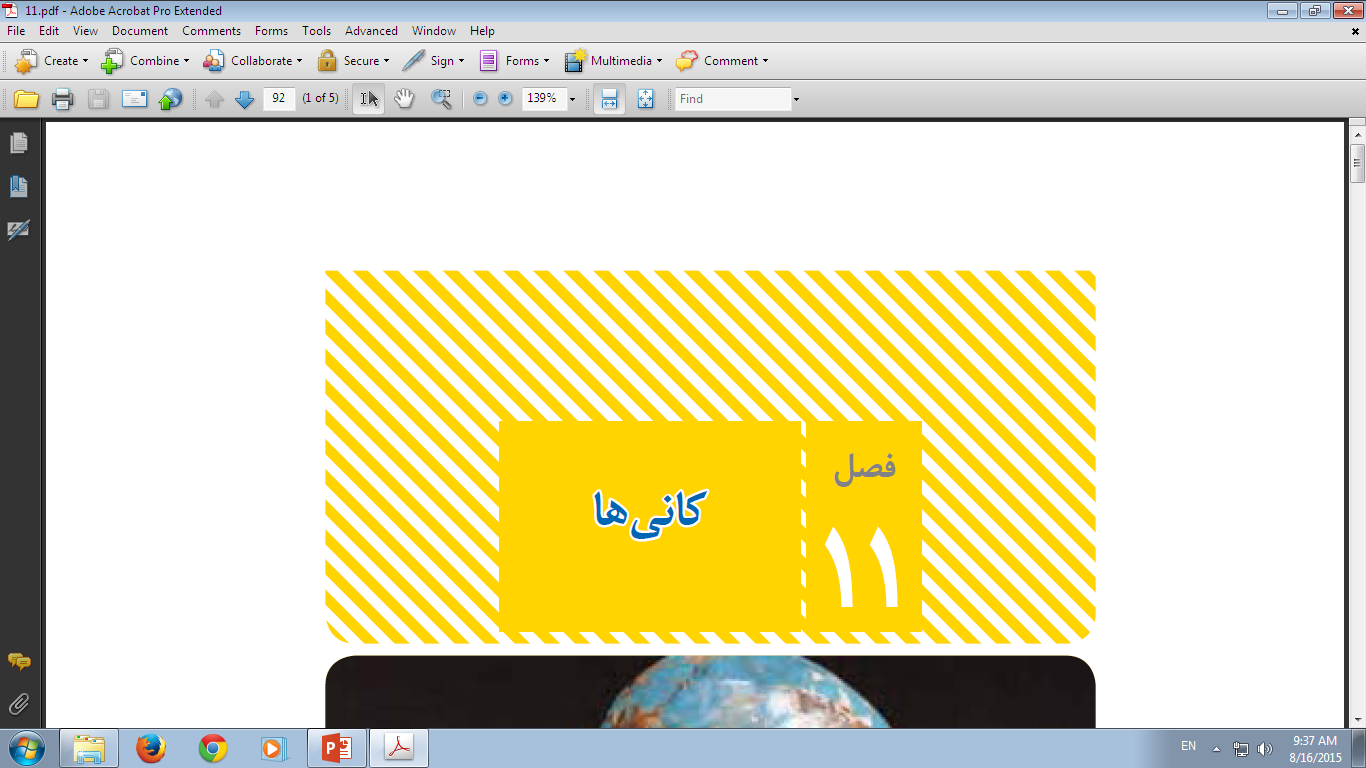 11.pdf - Adobe Acrobat Pro Extended
File Edit View Document Comments Forms Tools Advanced Window Help
Create Combine Collaborate Secure Sign Forms Multimedia Comment
92 (1 of 5) 139% Find
فصل
۱۱
کانی‌ها
EN
9:37 AM
8/16/2015